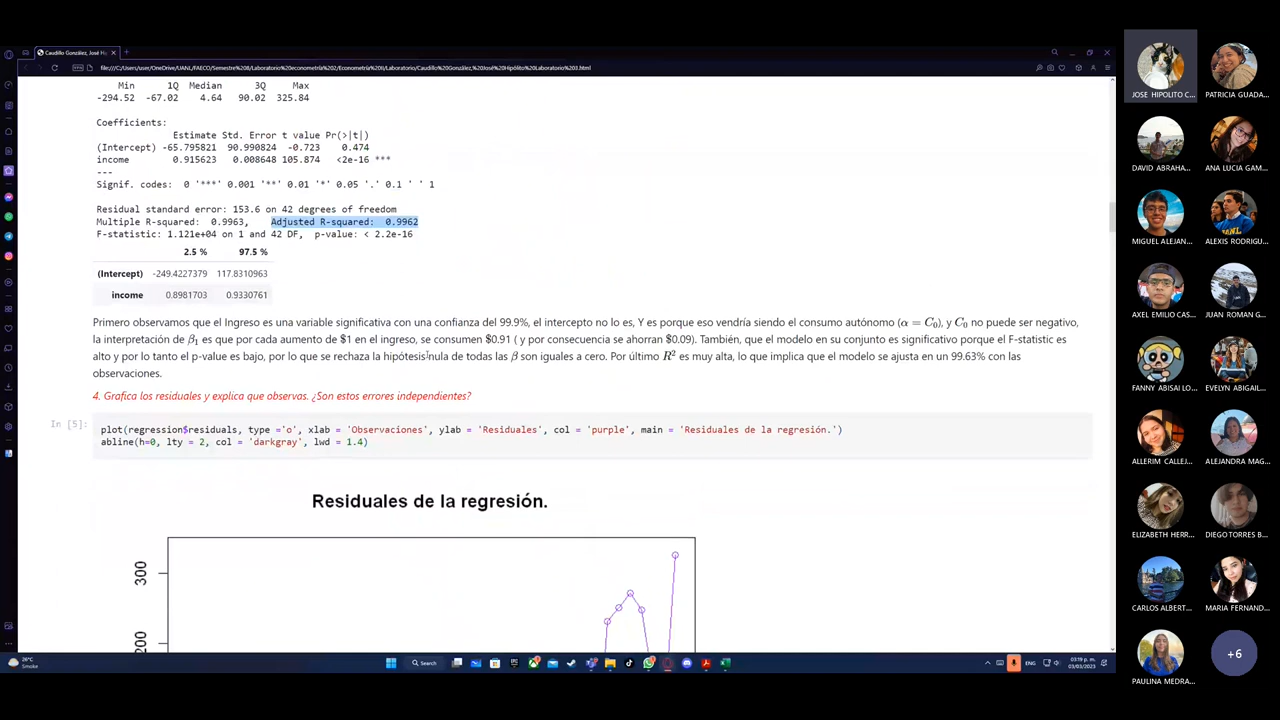 Caudillo González, José Hi
JOSE HIPOLITO C...
PATRICIA GUADA...
DAVID ABRAHA...
ANA LUCIA GAM...
MIGUEL ALEJAN...
ALEXIS RODRIGU...
AXEL EMILIO CAS...
JUAN ROMAN G...
FANNY ABISAI LO...
EVELYN ABIGAIL...
ALLERIM CALLEJ...
ALEJANDRA MAG...
ELIZABETH HERR...
DIEGO TORRES B...
CARLOS ALBERT...
MARIA FERNAND...
PAULINA MEDRA...
+6
Min 1Q Median 3Q Max
-294.52 -67.02 4.64 90.02 325.84
Coefficients:
Estimate Std. Error t value Pr(>|t|)
(Intercept) -65.795821 90.990824 -0.723 0.474
income 0.915623 0.008648 105.874 <2e-16 ***
---
Signif. codes: 0 '***' 0.001 '**' 0.01 '*' 0.05 '.' 0.1 ' ' 1
Residual standard error: 153.6 on 42 degrees of freedom
Multiple R-squared: 0.9963, Adjusted R-squared: 0.9962
F-statistic: 1.121e+04 on 1 and 42 DF, p-value: < 2.2e-16
2.5 % 97.5 %
(Intercept) -249.4227379 117.8310963
income 0.8981703 0.9330761
Primero observamos que el Ingreso es una variable significativa con una confianza del 99.9%, el intercepto no lo es, Y es porque eso vendría siendo el consumo autónomo (α = C₀), y C₀ no puede ser negativo,
la interpretación de β₁ es que por cada aumento de $1 en el ingreso, se consumen $0.91 ( y por consecuencia se ahorran $0.09). También, que el modelo en su conjunto es significativo porque el F-statistic es
alto y por lo tanto el p-value es bajo, por lo que se rechaza la hipótesis nula de todas las β son iguales a cero. Por último R² es muy alta, lo que implica que el modelo se ajusta en un 99.63% con las
observaciones.
4. Grafica los residuales y explica que observas. ¿Son estos errores independientes?
In [5]:
plot(regression$residuals, type ='o', xlab = 'Observaciones', ylab = 'Residuales', col = 'purple', main = 'Residuales de la regresión.')
abline(h=0, lty = 2, col = 'darkgray', lwd = 1.4)
Residuales de la regresión.
300
200
26°C
Smoke
Search
ENG
03:19 p. m.
03/03/2023